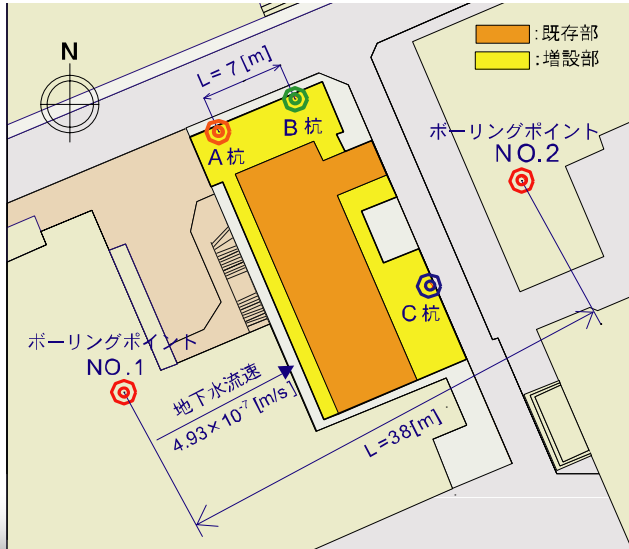 N
L=7 [m]
:既存部
:増設部
A杭
B杭
ボーリングポイント
NO.2
C杭
ボーリングポイント
NO.1
地下水流速
4.93×10⁻⁷ [m/s]
L=38[m]